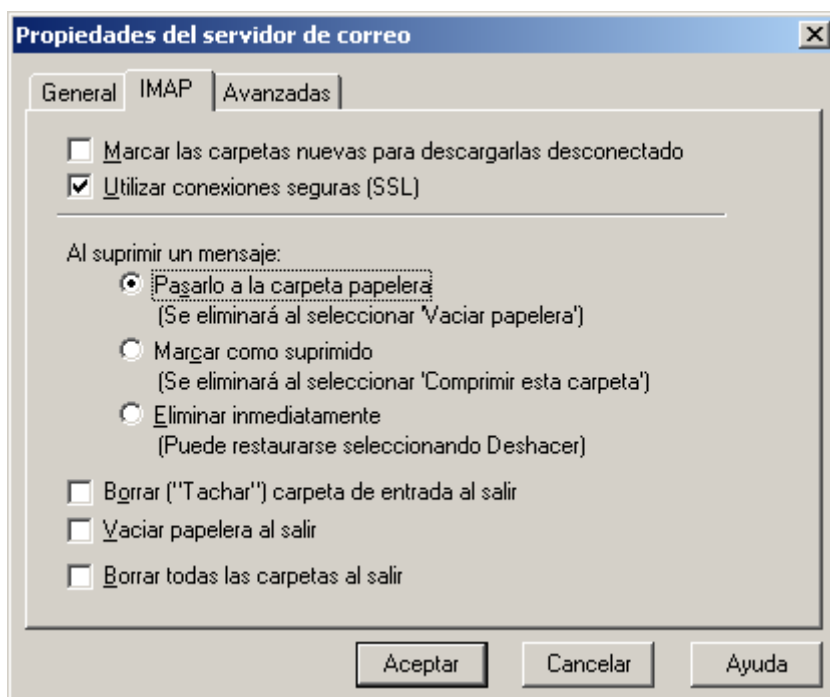 Propiedades del servidor de correo
General IMAP Avanzadas
Marcar las carpetas nuevas para descargarlas desconectado
Utilizar conexiones seguras (SSL)
Al suprimir un mensaje:
Pasarlo a la carpeta papelera
(Se eliminará al seleccionar 'Vaciar papelera')
Marcar como suprimido
(Se eliminará al seleccionar 'Comprimir esta carpeta')
Eliminar inmediatamente
(Puede restaurarse seleccionando Deshacer)
Borrar ("Tachar") carpeta de entrada al salir
Vaciar papelera al salir
Borrar todas las carpetas al salir
Aceptar Cancelar Ayuda